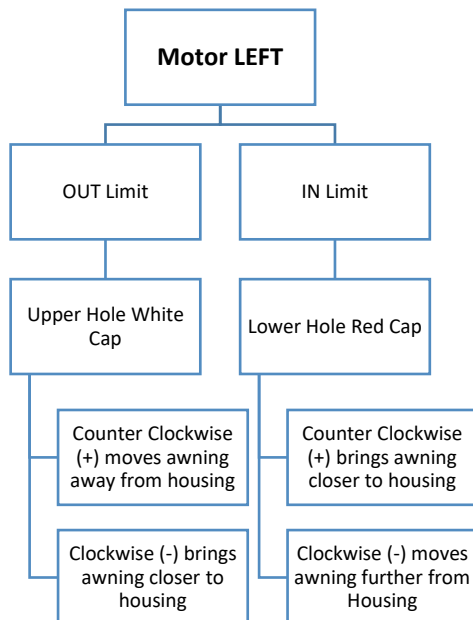 Motor LEFT
OUT Limit
IN Limit
Upper Hole White
Cap
Lower Hole Red Cap
Counter Clockwise
(+) moves awning
away from housing
Counter Clockwise
(+) brings awning
closer to housing
Clockwise (-) brings
awning closer to
housing
Clockwise (-) moves
awning further from
Housing